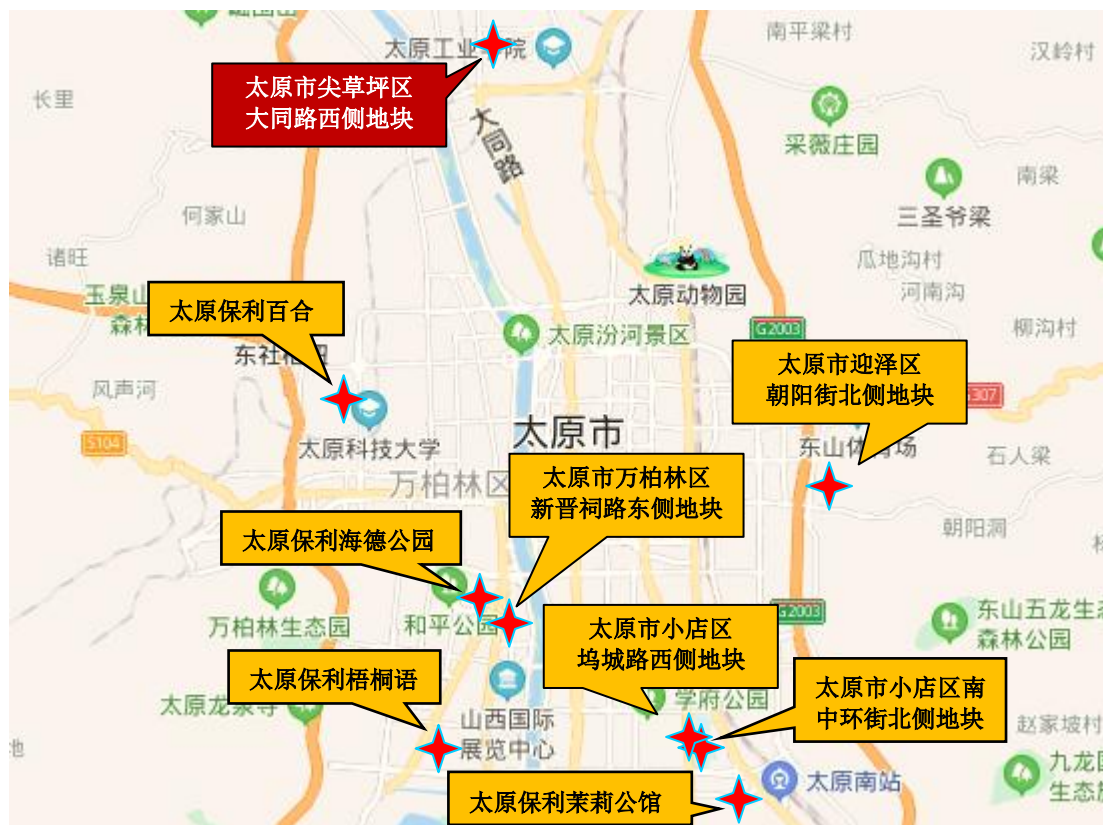 南平梁村
太原工业
院
汉岭村
太原市尖草坪区
大同路西侧地块
长里
大同路
采薇庄园
南梁
三圣爷梁
何家山
诸旺
瓜地沟村
河南沟
太原动物园
玉泉山
森林
太原保利百合
太原汾河景区
G2003
柳沟村
太原市迎泽区
朝阳街北侧地块
G307
风声河
太原市
S104
太原科技大学
东山体育场
石人梁
万柏林区
太原市万柏林区
新晋祠路东侧地块
朝阳洞
太原保利海德公园
G2003
东山五龙生态
森林公园
万柏林生态园
和平公园
太原市小店区
坞城路西侧地块
太原保利梧桐语
太原龙泉寺
学府公园
太原市小店区南
中环街北侧地块
山西国际
展览中心
赵家坡村
九龙
生态
太原南站
太原保利茉莉公馆